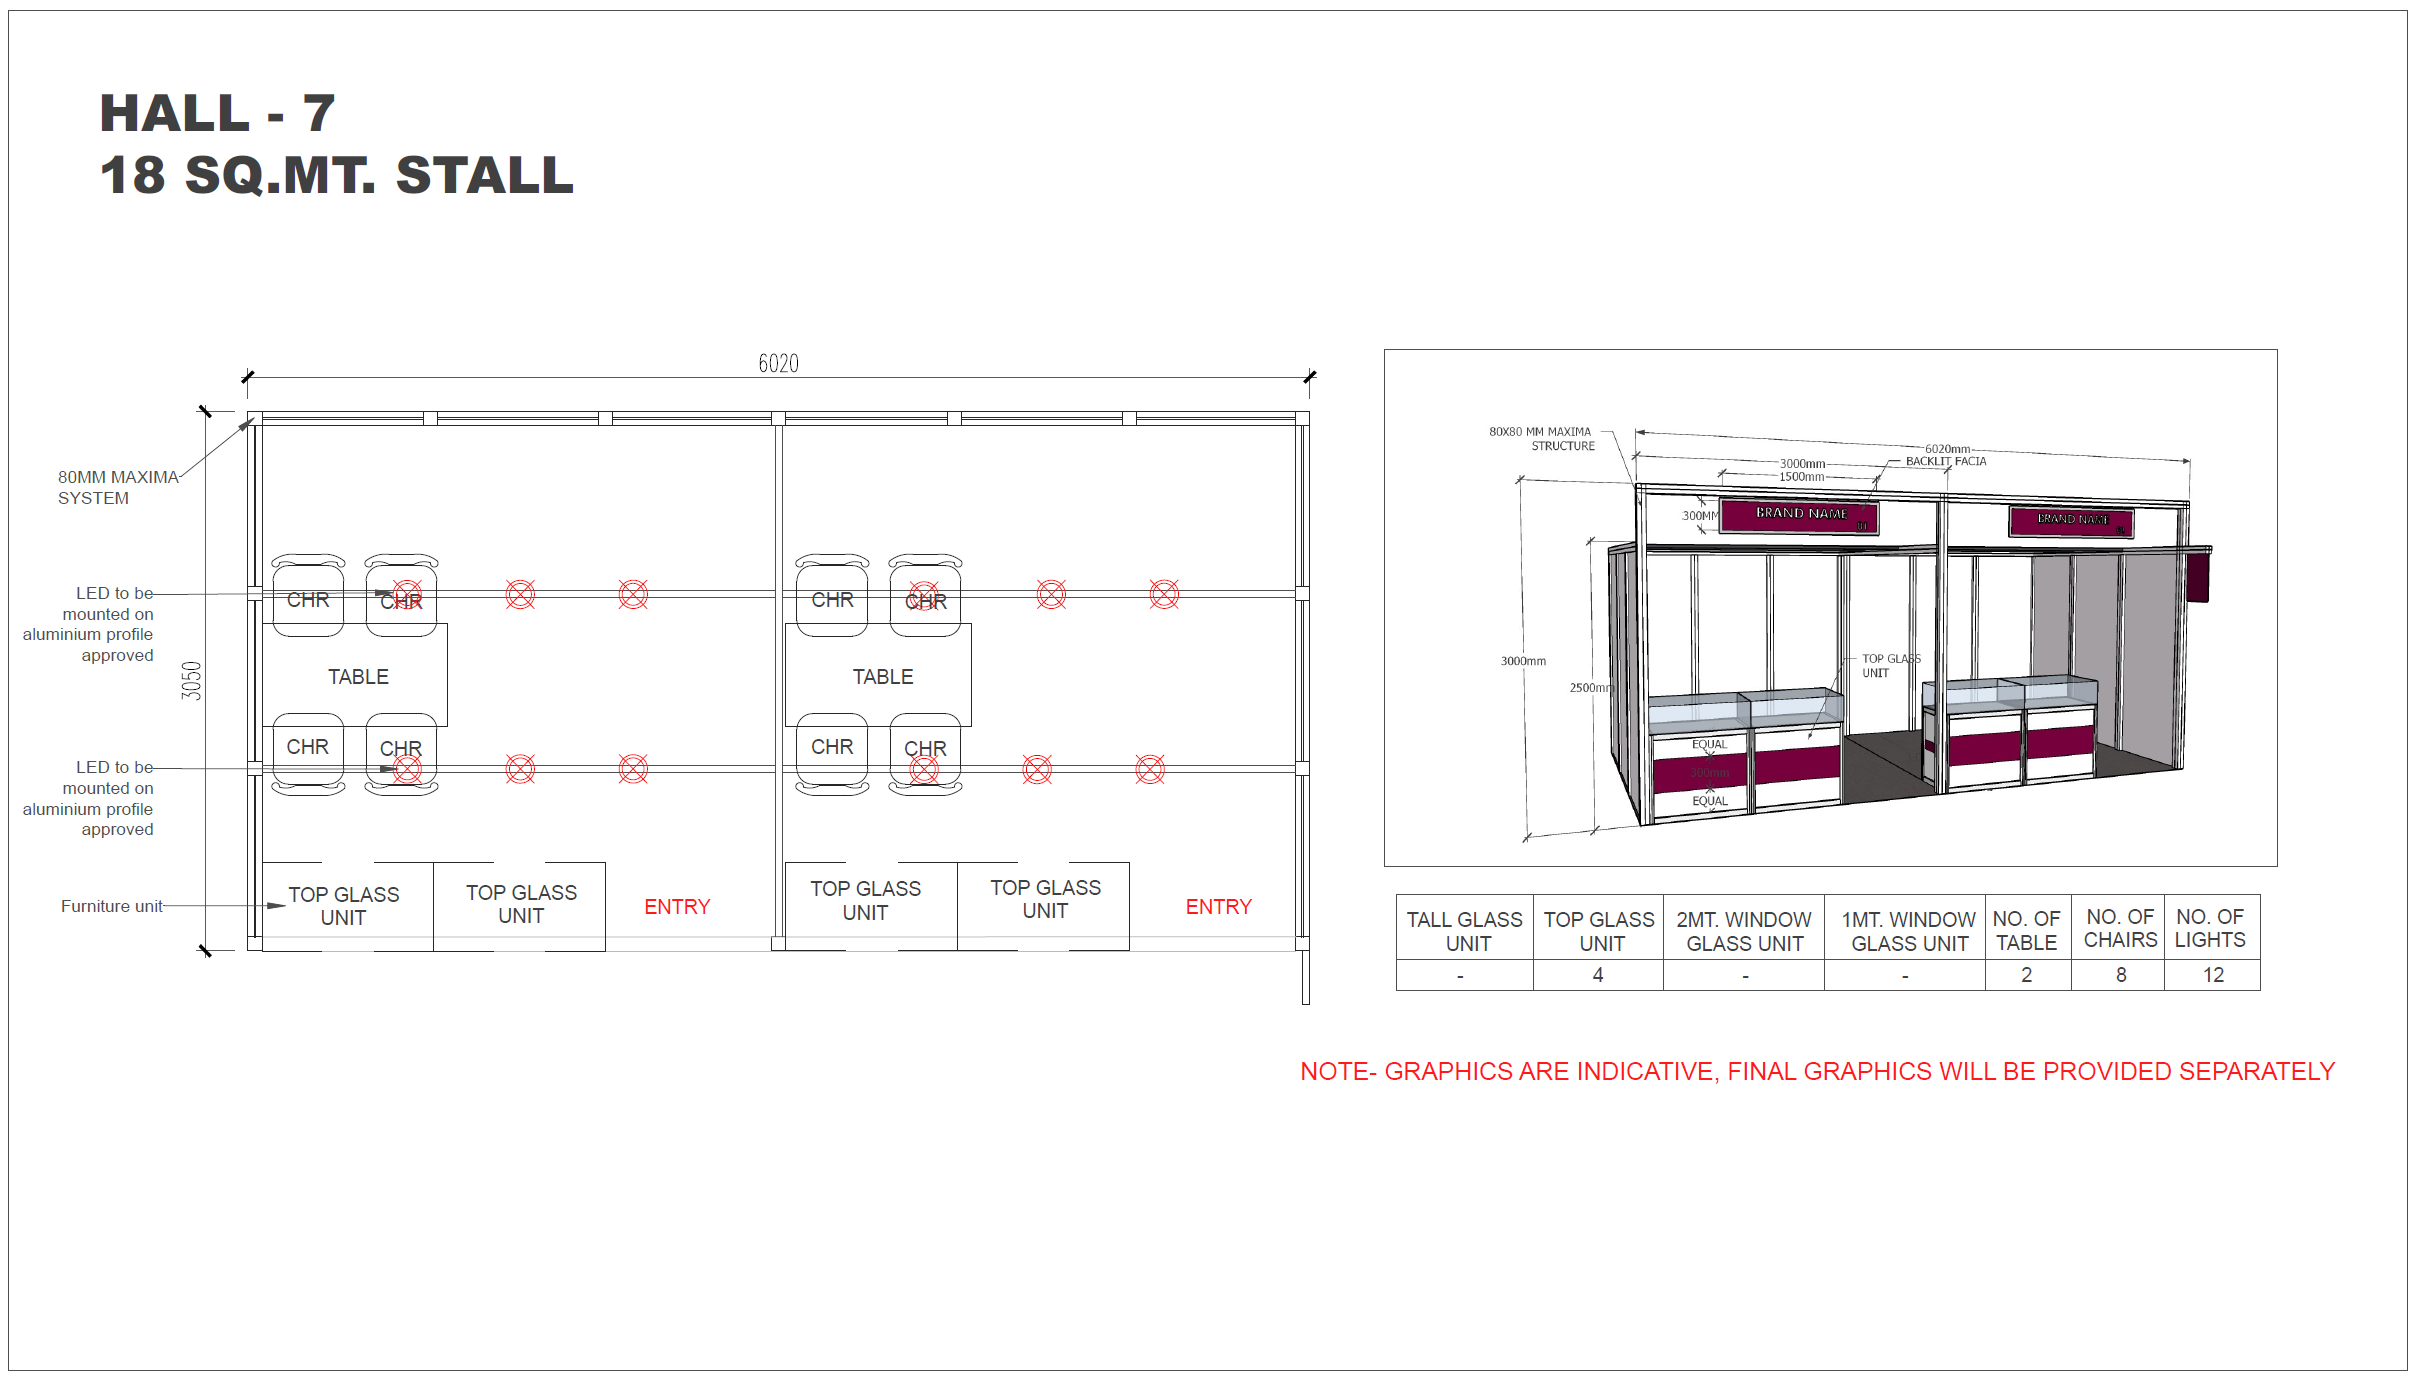 HALL - 7
18 SQ.MT. STALL
6020
3050
80MM MAXIMA
SYSTEM
LED to be
mounted on
aluminium profile
approved
LED to be
mounted on
aluminium profile
approved
Furniture unit
CHR
CHR
CHR
CHR
TABLE
TABLE
CHR
CHR
CHR
CHR
TOP GLASS
UNIT
TOP GLASS
UNIT
ENTRY
TOP GLASS
UNIT
TOP GLASS
UNIT
ENTRY
80X80 MM MAXIMA
STRUCTURE
6020mm
3000mm
BACKLIT FACIA
1500mm
300MM
BRAND NAME
01
BRAND NAME
3000mm
2500mm
TOP GLASS
UNIT
EQUAL
300mm
EQUAL
TALL GLASS
UNIT
TOP GLASS
UNIT
2MT. WINDOW
GLASS UNIT
1MT. WINDOW
GLASS UNIT
NO. OF
TABLE
NO. OF
CHAIRS
NO. OF
LIGHTS
- 4 - - 2 8 12
NOTE- GRAPHICS ARE INDICATIVE, FINAL GRAPHICS WILL BE PROVIDED SEPARATELY